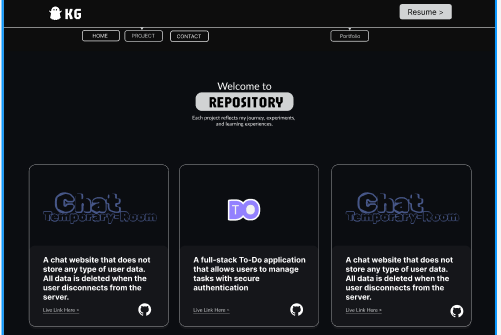 KG
Resume >
HOME
PROJECT
CONTACT
Portfolio
Welcome to
REPOSITORY
Each project reflects my journey, experiments,
and learning experiences.
Chat
Temporary-Room
A chat website that does not
store any type of user data.
All data is deleted when the
user disconnects from the
server.
Live Link Here -
TO
A full-stack To-Do application
that allows users to manage
tasks with secure
authentication
Live Link Here -
Chat
Temporary-Room
A chat website that does not
store any type of user data.
All data is deleted when the
user disconnects from the
server.
Live Link Here -